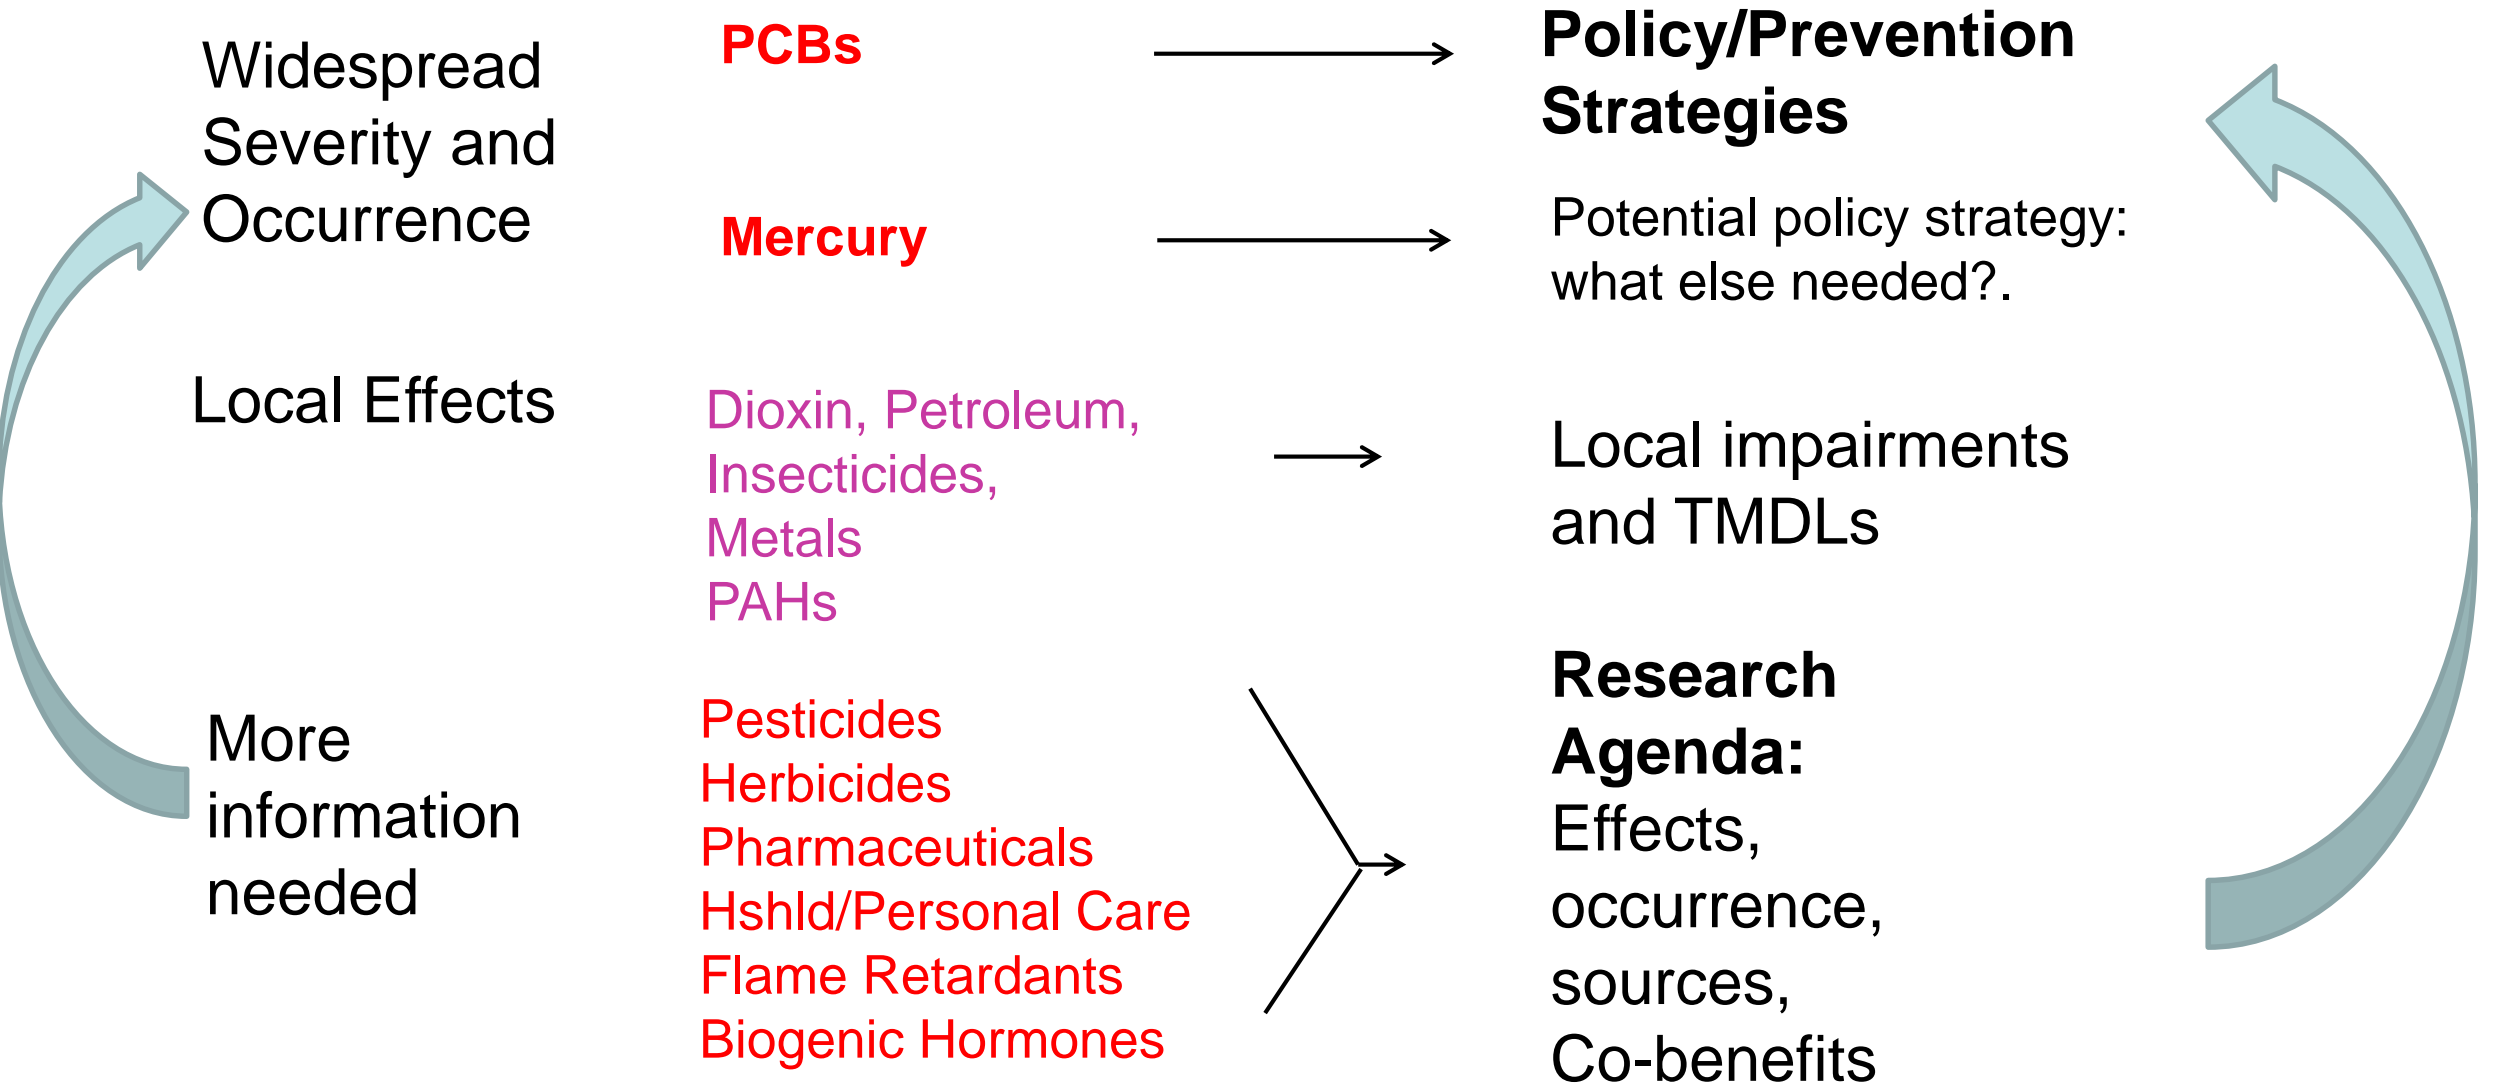 Widespread
Severity and
Occurrence
PCBs
Mercury
Policy/Prevention
Strategies
Potential policy strategy:
what else needed?.
Local Effects
Dioxin, Petroleum,
Insecticides,
Metals
PAHs
Local impairments
and TMDLs
More
information
needed
Pesticides
Herbicides
Pharmaceuticals
Hshld/Personal Care
Flame Retardants
Biogenic Hormones
Research
Agenda:
Effects,
occurrence,
sources,
Co-benefits